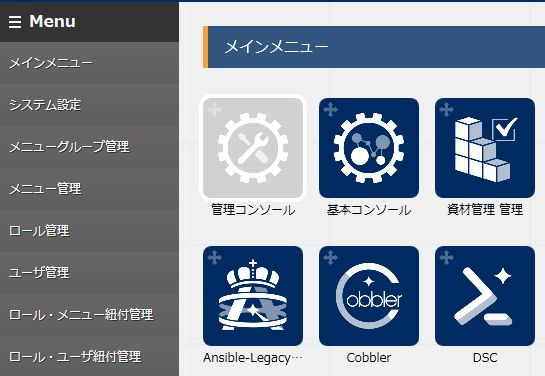 Menu
メインメニュー
システム設定
メニューグループ管理
メニュー管理
ロール管理
ユーザ管理
ロール・メニュー紐付管理
ロール・ユーザ紐付管理
メインメニュー
管理コンソール
基本コンソール
資材管理 管理
obbler
Ansible-Legacy…
Cobbler
DSC